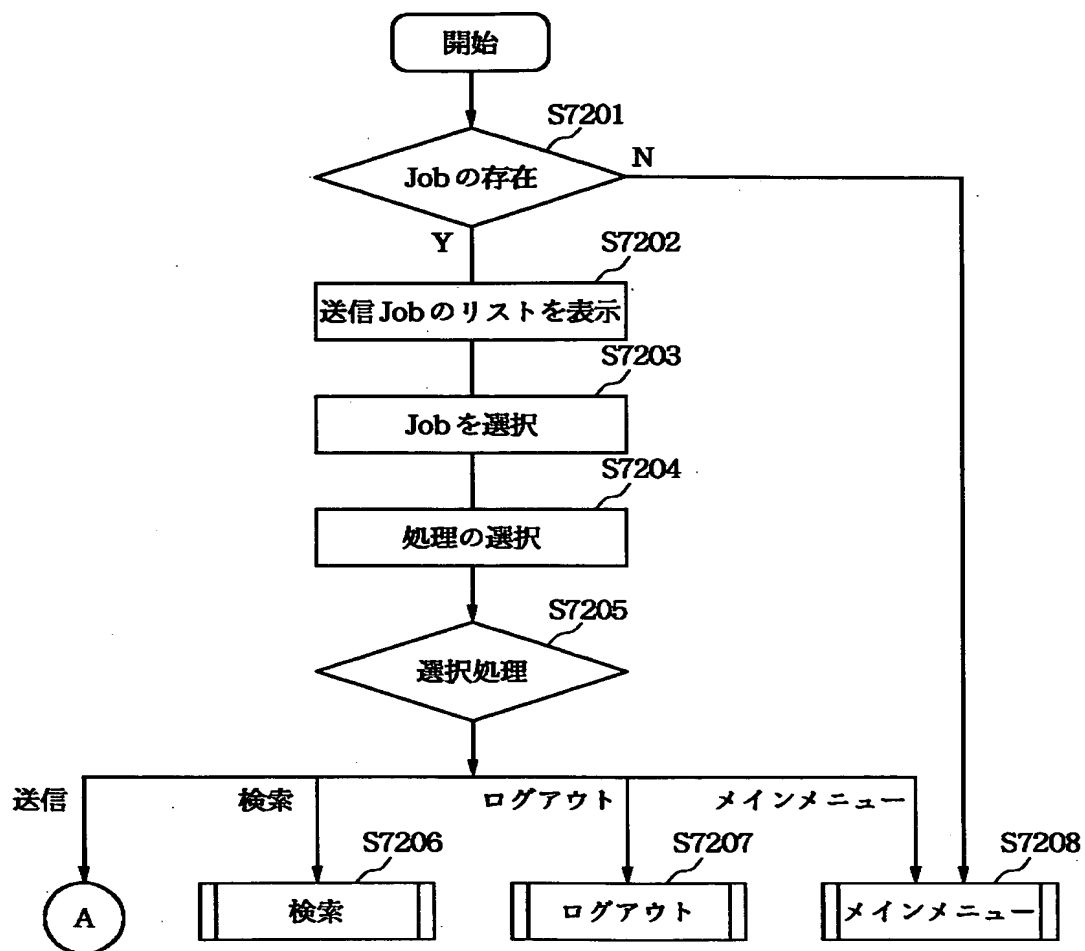 開始
S7201
Jobの存在
N
Y
S7202
送信Jobのリストを表示
S7203
Jobを選択
S7204
処理の選択
S7205
選択処理
送信
検索
ログアウト
メインメニュー
S7206
S7207
S7208
A
検索
ログアウト
メインメニュー